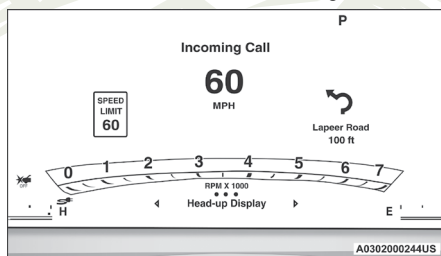 P
Incoming Call
60
MPH
SPEED
LIMIT
60
Lapeer Road
100 ft
0 1 2 3 4 5 6 7
OFF
RPM X 1000
H
Head-up Display
E
A0302000244US